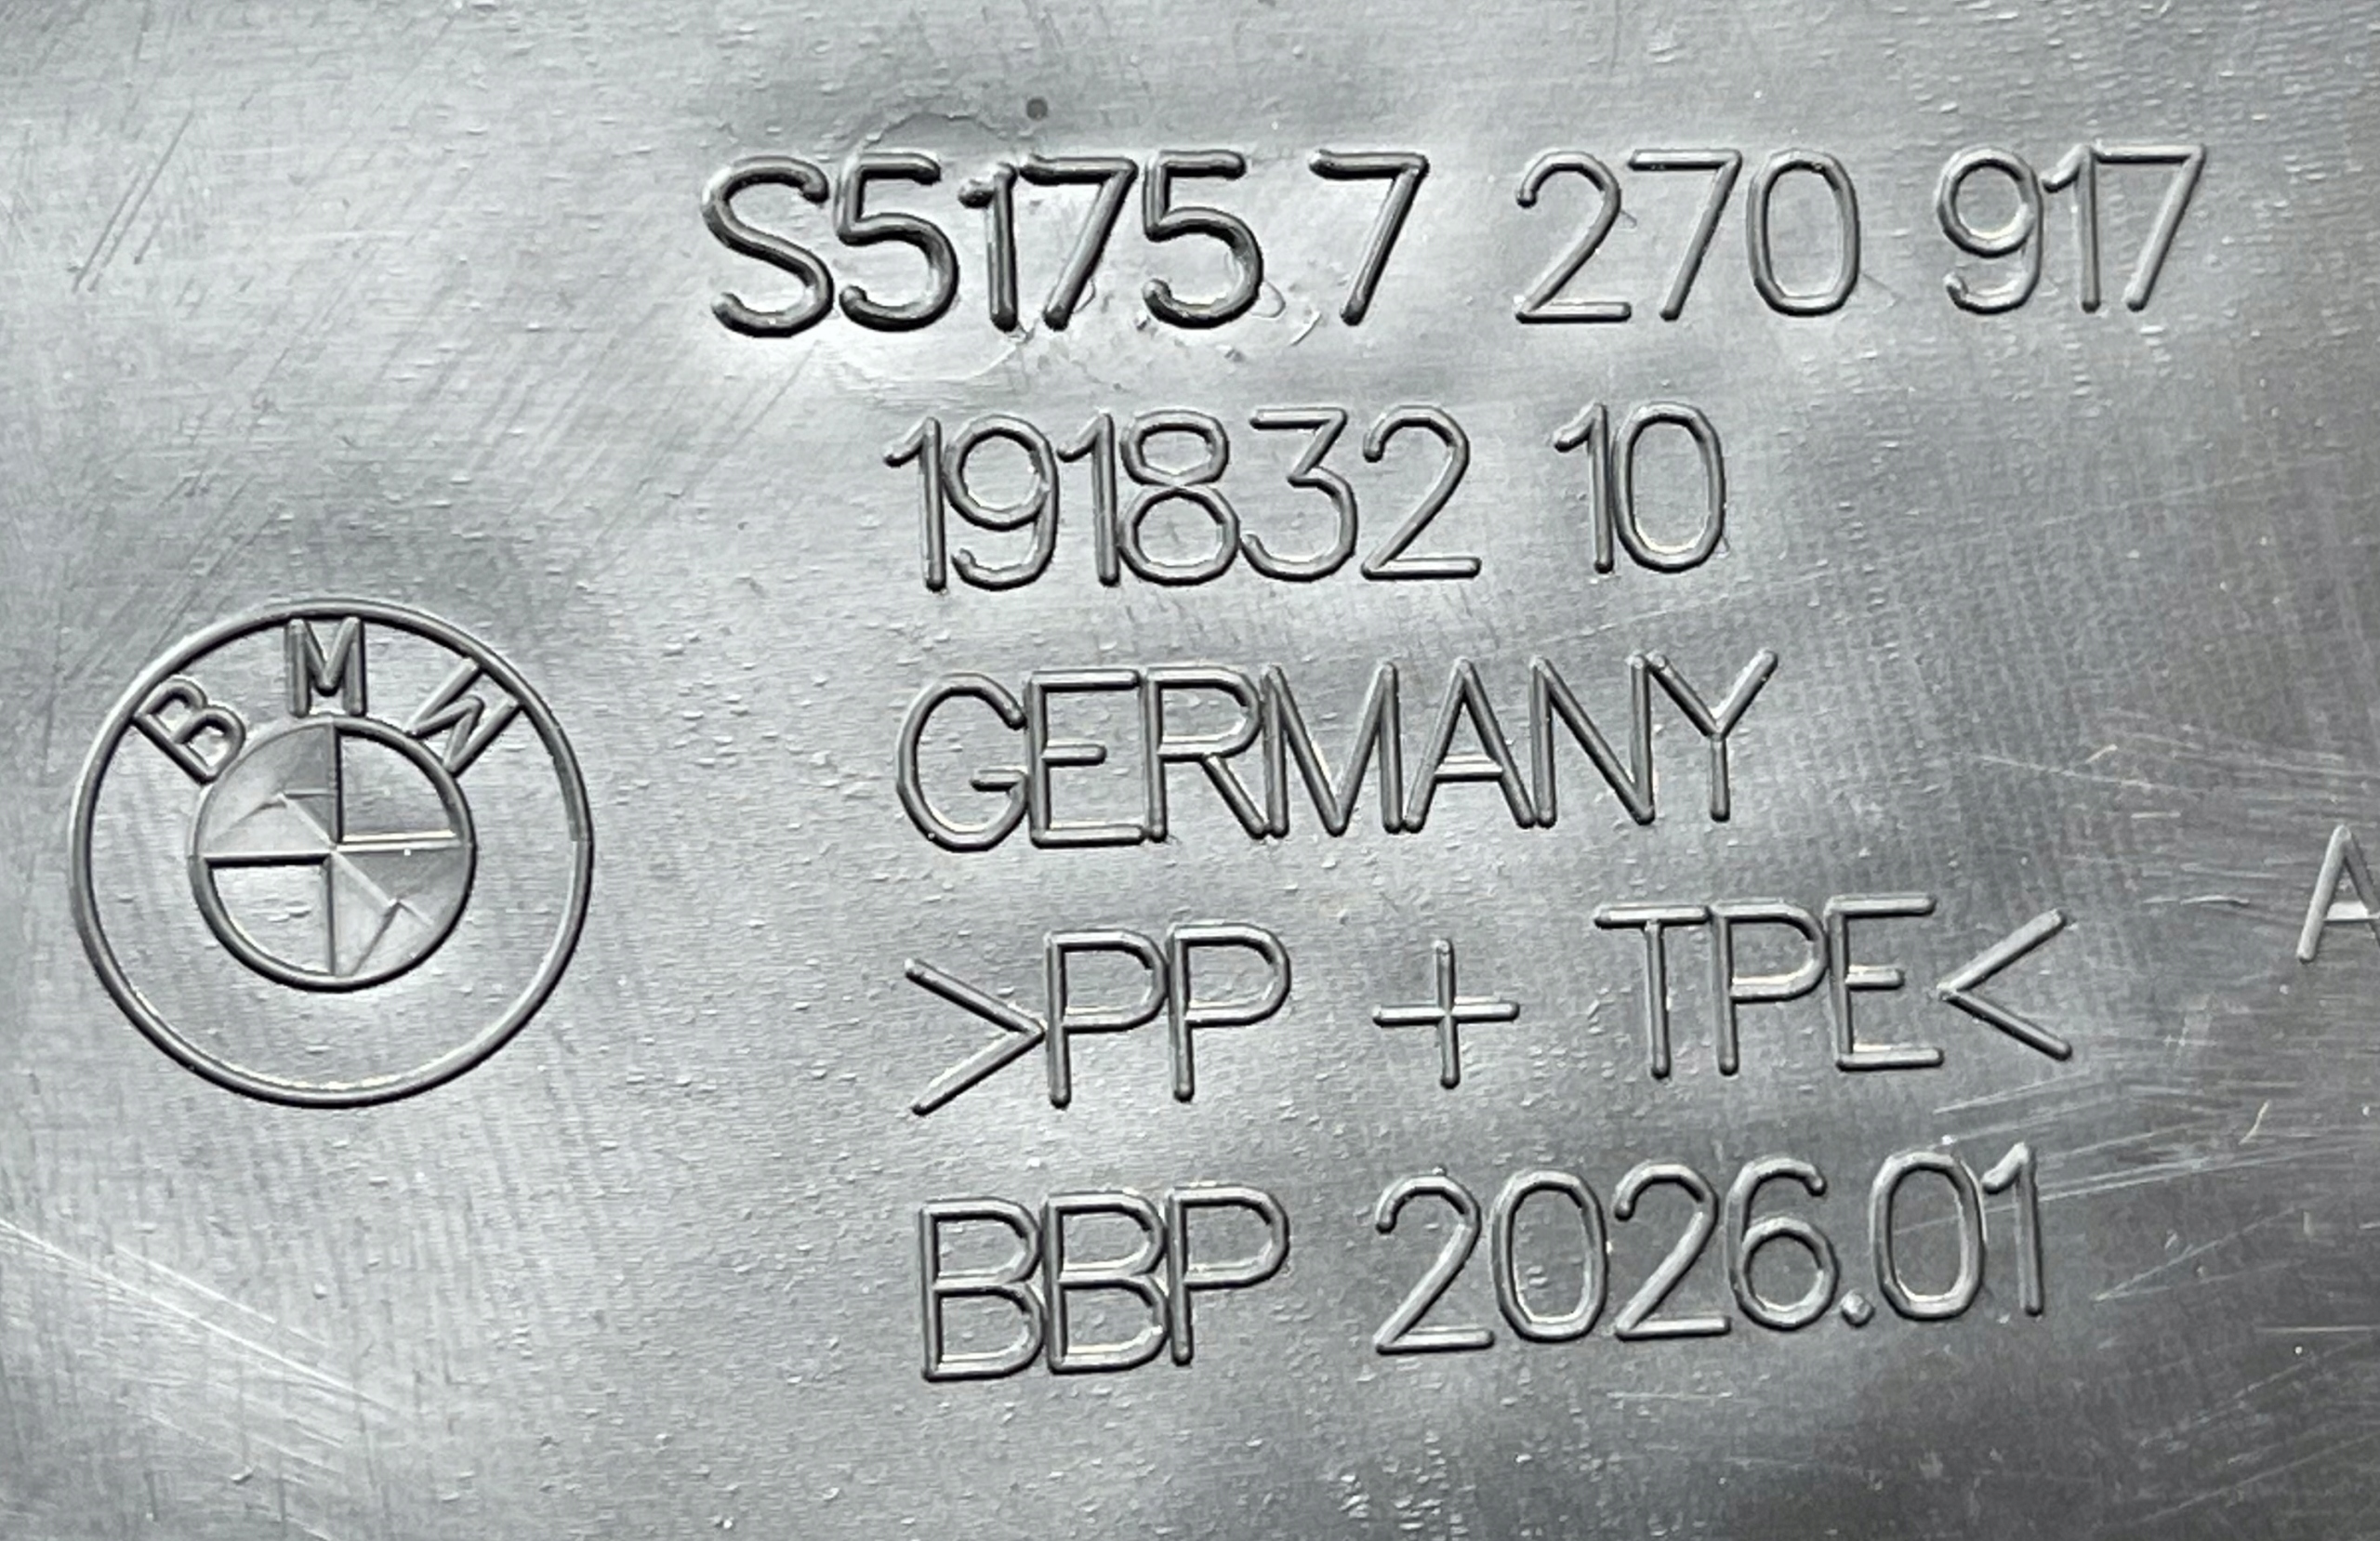 S5175.7 270 917
191832 10
GERMANY
>PP + TPE<
BBP 2026.01
BMW
A